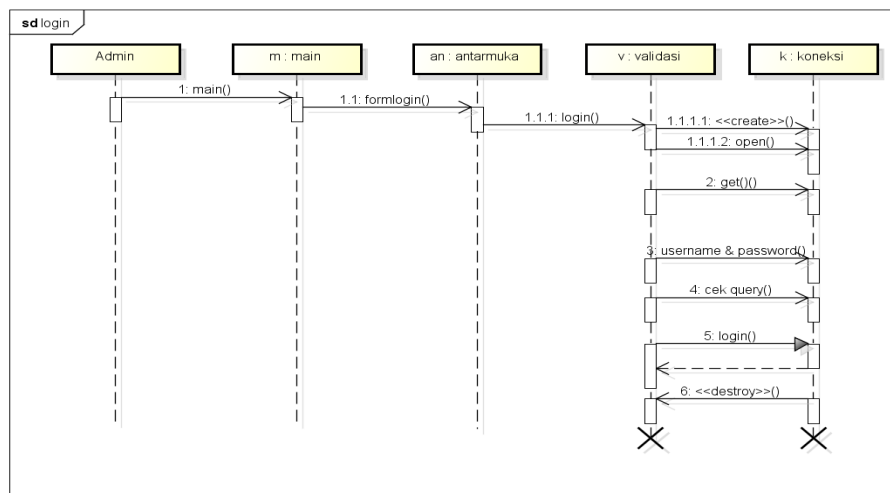 sd login
Admin
m : main
an : antarmuka
v : validasi
k : koneksi
1: main()
1.1: formlogin()
1.1.1: login()
1.1.1.1: <<create>>()
1.1.1.2: open()
2: get()()
3: username & password()
4: cek query()
5: login()
6: <<destroy>>()